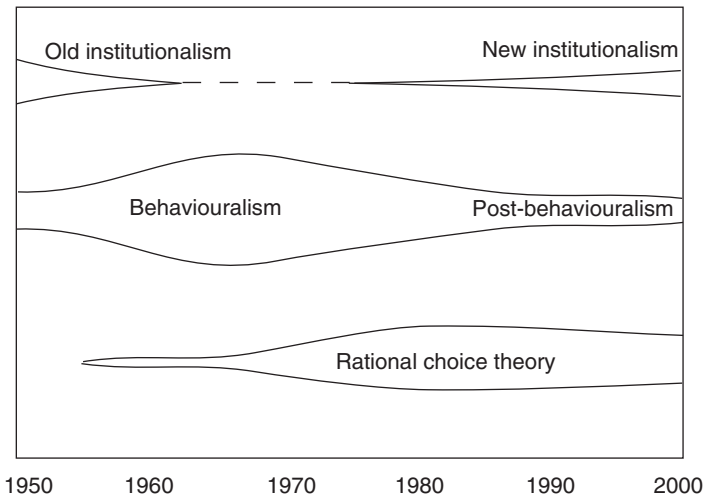 Old institutionalism
New institutionalism
Behaviouralism
Post-behaviouralism
Rational choice theory
1950 1960 1970 1980 1990 2000